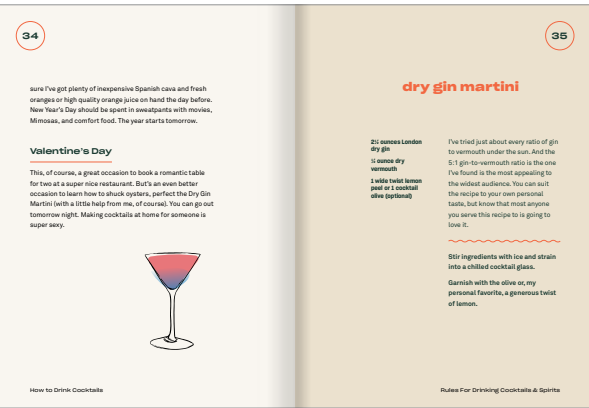 34
sure I've got plenty of inexpensive Spanish cava and fresh
oranges or high quality orange juice on hand the day before.
New Year's Day should be spent in sweatpants with movies,
Mimosas, and comfort food. The year starts tomorrow.
Valentine's Day
This, of course, a great occasion to book a romantic table
for two at a super nice restaurant. But's an even better
occasion to learn how to shuck oysters, perfect the Dry Gin
Martini (with a little help from me, of course). You can go out
tomorrow night. Making cocktails at home for someone is
super sexy.
How to Drink Cocktails
35
dry gin martini
2½ ounces London
dry gin
½ ounce dry
vermouth
1 wide twist lemon
peel or 1 cocktail
olive (optional)
I've tried just about every ratio of gin
to vermouth under the sun. And the
5:1 gin-to-vermouth ratio is the one
I've found is the most appealing to
the widest audience. You can suit
the recipe to your own personal
taste, but know that most anyone
you serve this recipe to is going to
love it.
Stir ingredients with ice and strain
into a chilled cocktail glass.
Garnish with the olive or, my
personal favorite, a generous twist
of lemon.
Rules For Drinking Cocktails & Spirits